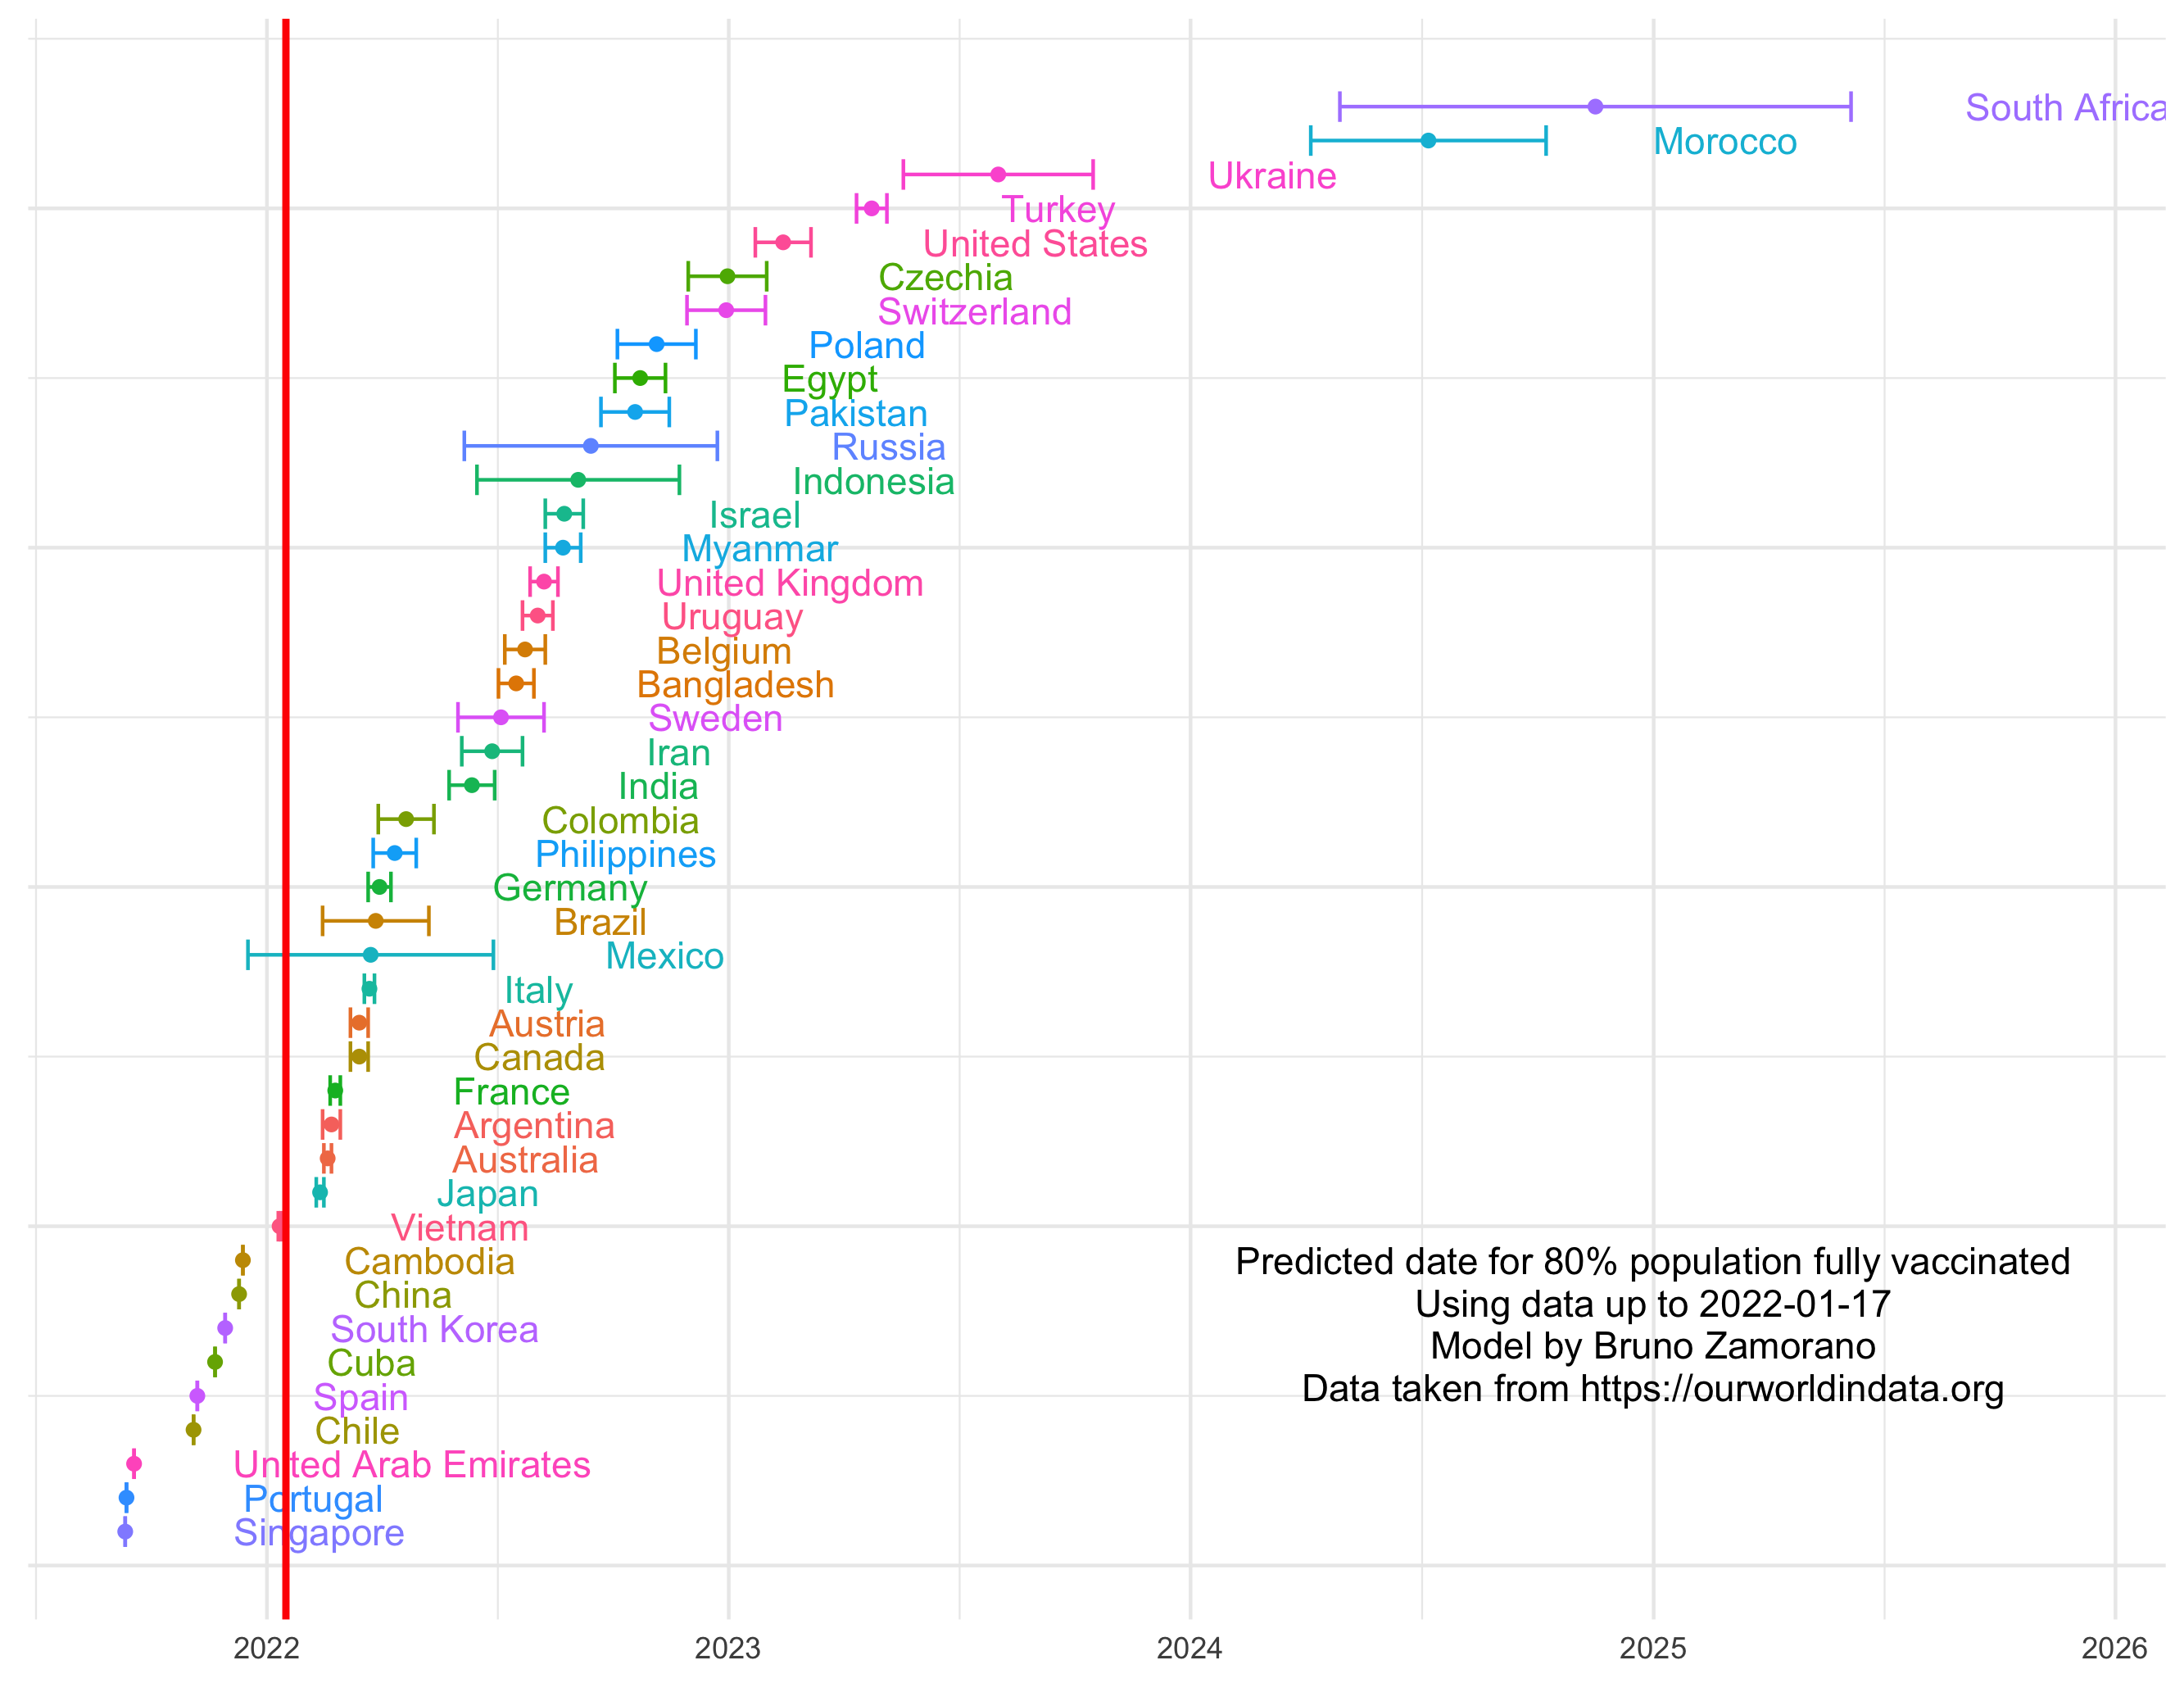 South Africa
Morocco
Ukraine
Turkey
United States
Czechia
Switzerland
Poland
Egypt
Pakistan
Russia
Indonesia
Israel
Myanmar
United Kingdom
Uruguay
Belgium
Bangladesh
Sweden
Iran
India
Colombia
Philippines
Germany
Brazil
Mexico
Italy
Austria
Canada
France
Argentina
Australia
Japan
Vietnam
Cambodia
China
South Korea
Cuba
Spain
Chile
United Arab Emirates
Portugal
Singapore
Predicted date for 80% population fully vaccinated
Using data up to 2022-01-17
Model by Bruno Zamorano
Data taken from https://ourworldindata.org
2022 2023 2024 2025 2026